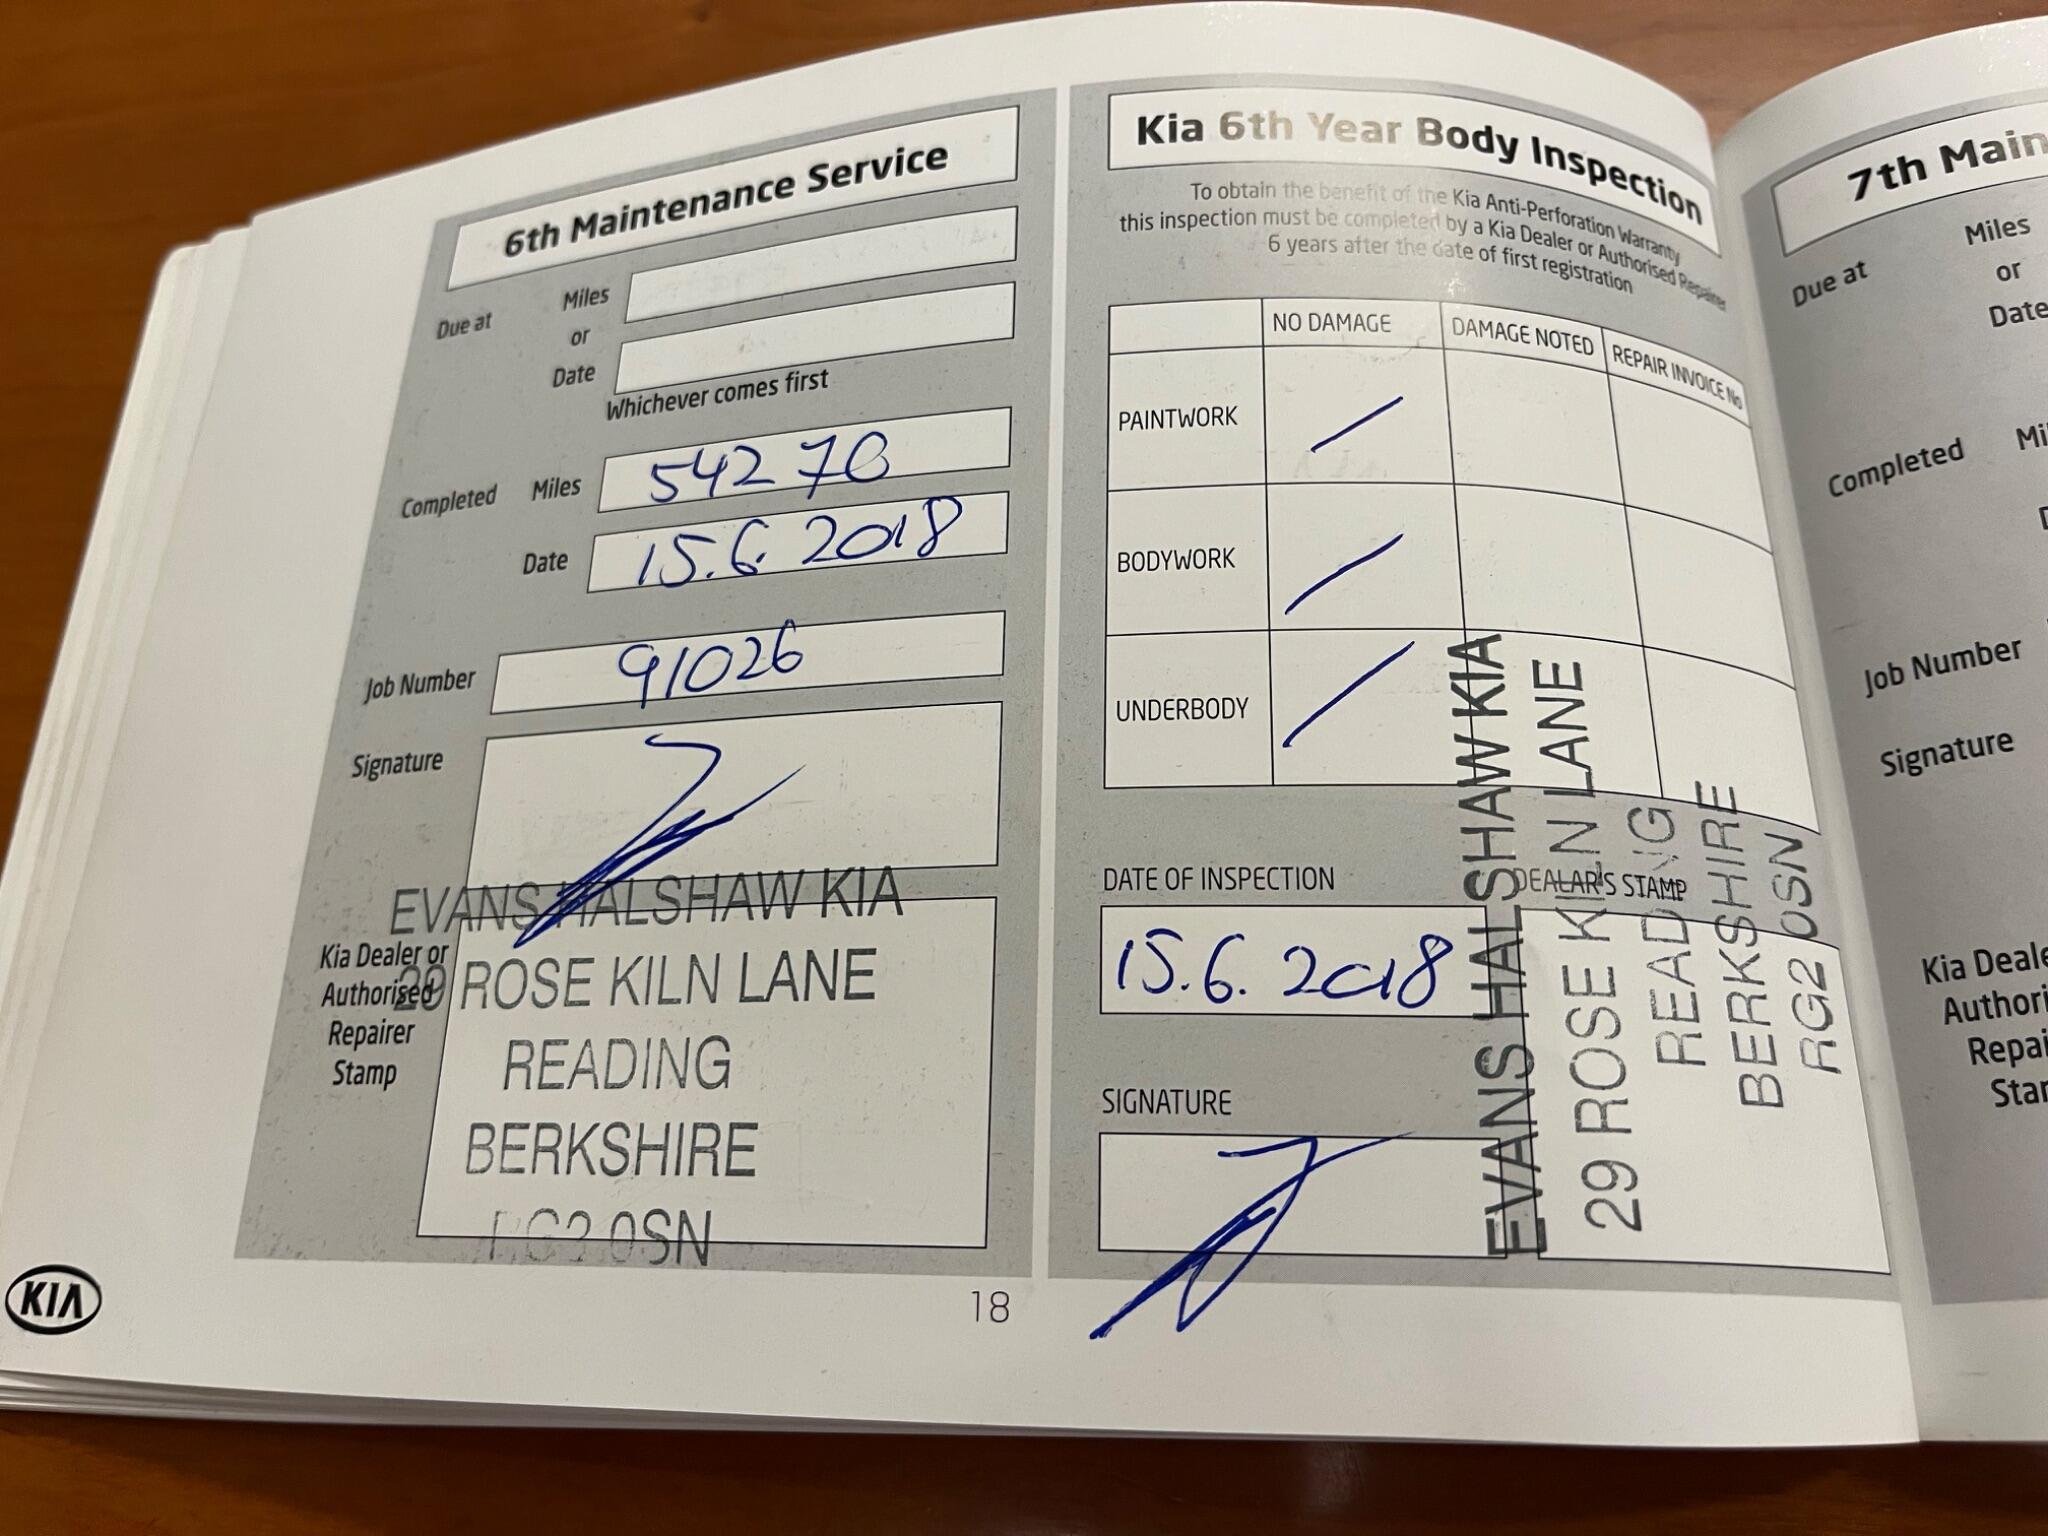 6th Maintenance Service
Due at
Miles
or
Date
Whichever comes first
Completed Miles 54270
Date 15.6.2018
Job Number 91026
Signature
Kia Dealer or
Authorised
Repairer
Stamp
EVANS HALSHAW KIA
29 ROSE KILN LANE
READING
BERKSHIRE
RG2 0SN
KIA
18
Kia 6th Year Body Inspection
To obtain the benefit of the Kia Anti-Perforation Warranty
this inspection must be completed by a Kia Dealer or Authorised Repairer
6 years after the date of first registration
NO DAMAGE DAMAGE NOTED REPAIR INVOICE No
PAINTWORK
BODYWORK
UNDERBODY
DATE OF INSPECTION
15.6.2018
DEALAR'S STAMP
EVANS HALSHAW KIA
29 ROSE KILN LANE
READING
BERKSHIRE
RG2 0SN
SIGNATURE
7th Main
Due at
Miles
or
Date
Completed Mi
Job Number
Signature
Kia Deale
Authori
Repai
Star